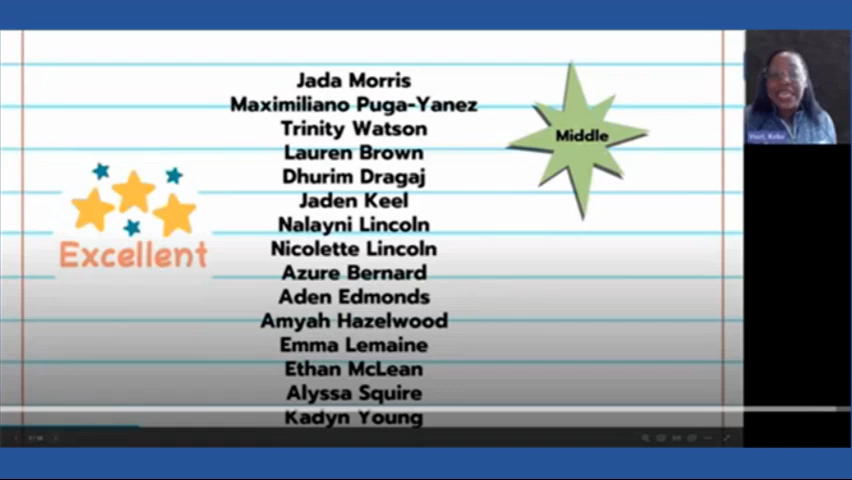 Jada Morris
Maximiliano Puga-Yanez
Trinity Watson
Lauren Brown
Dhurim Dragaj
Jaden Keel
Nalayni Lincoln
Nicolette Lincoln
Azure Bernard
Aden Edmonds
Amyah Hazelwood
Emma Lemaine
Ethan McLean
Alyssa Squire
Kadyn Young
Excellent
Middle